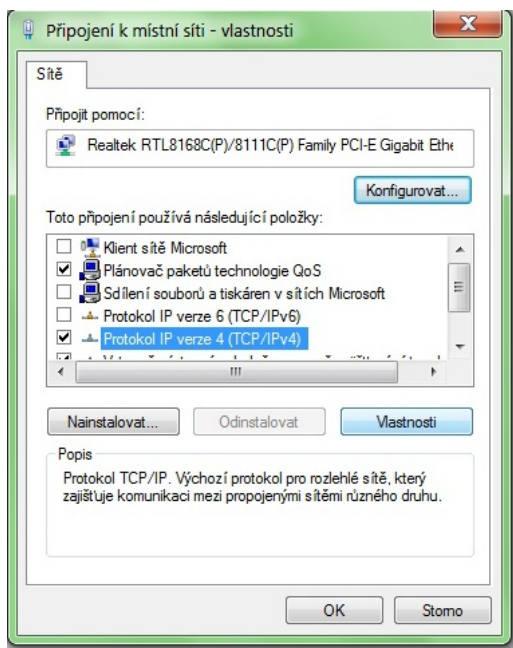 Připojení k místní síti - vlastnosti
Sítě
Připojit pomocí:
Realtek RTL8168C(P)/8111C(P) Family PCI-E Gigabit Ethe
Konfigurovat...
Toto připojení používá následující položky:
Klient sítě Microsoft
Plánovač paketů technologie QoS
Sdílení souborů a tiskáren v sítích Microsoft
Protokol IP verze 6 (TCP/IPv6)
Protokol IP verze 4 (TCP/IPv4)
Nainstalovat...
Odinstalovat
Vlastnosti
Popis
Protokol TCP/IP. Výchozí protokol pro rozlehlé sítě, který
zajišťuje komunikaci mezi propojenými sítěmi různého druhu.
OK
Storno